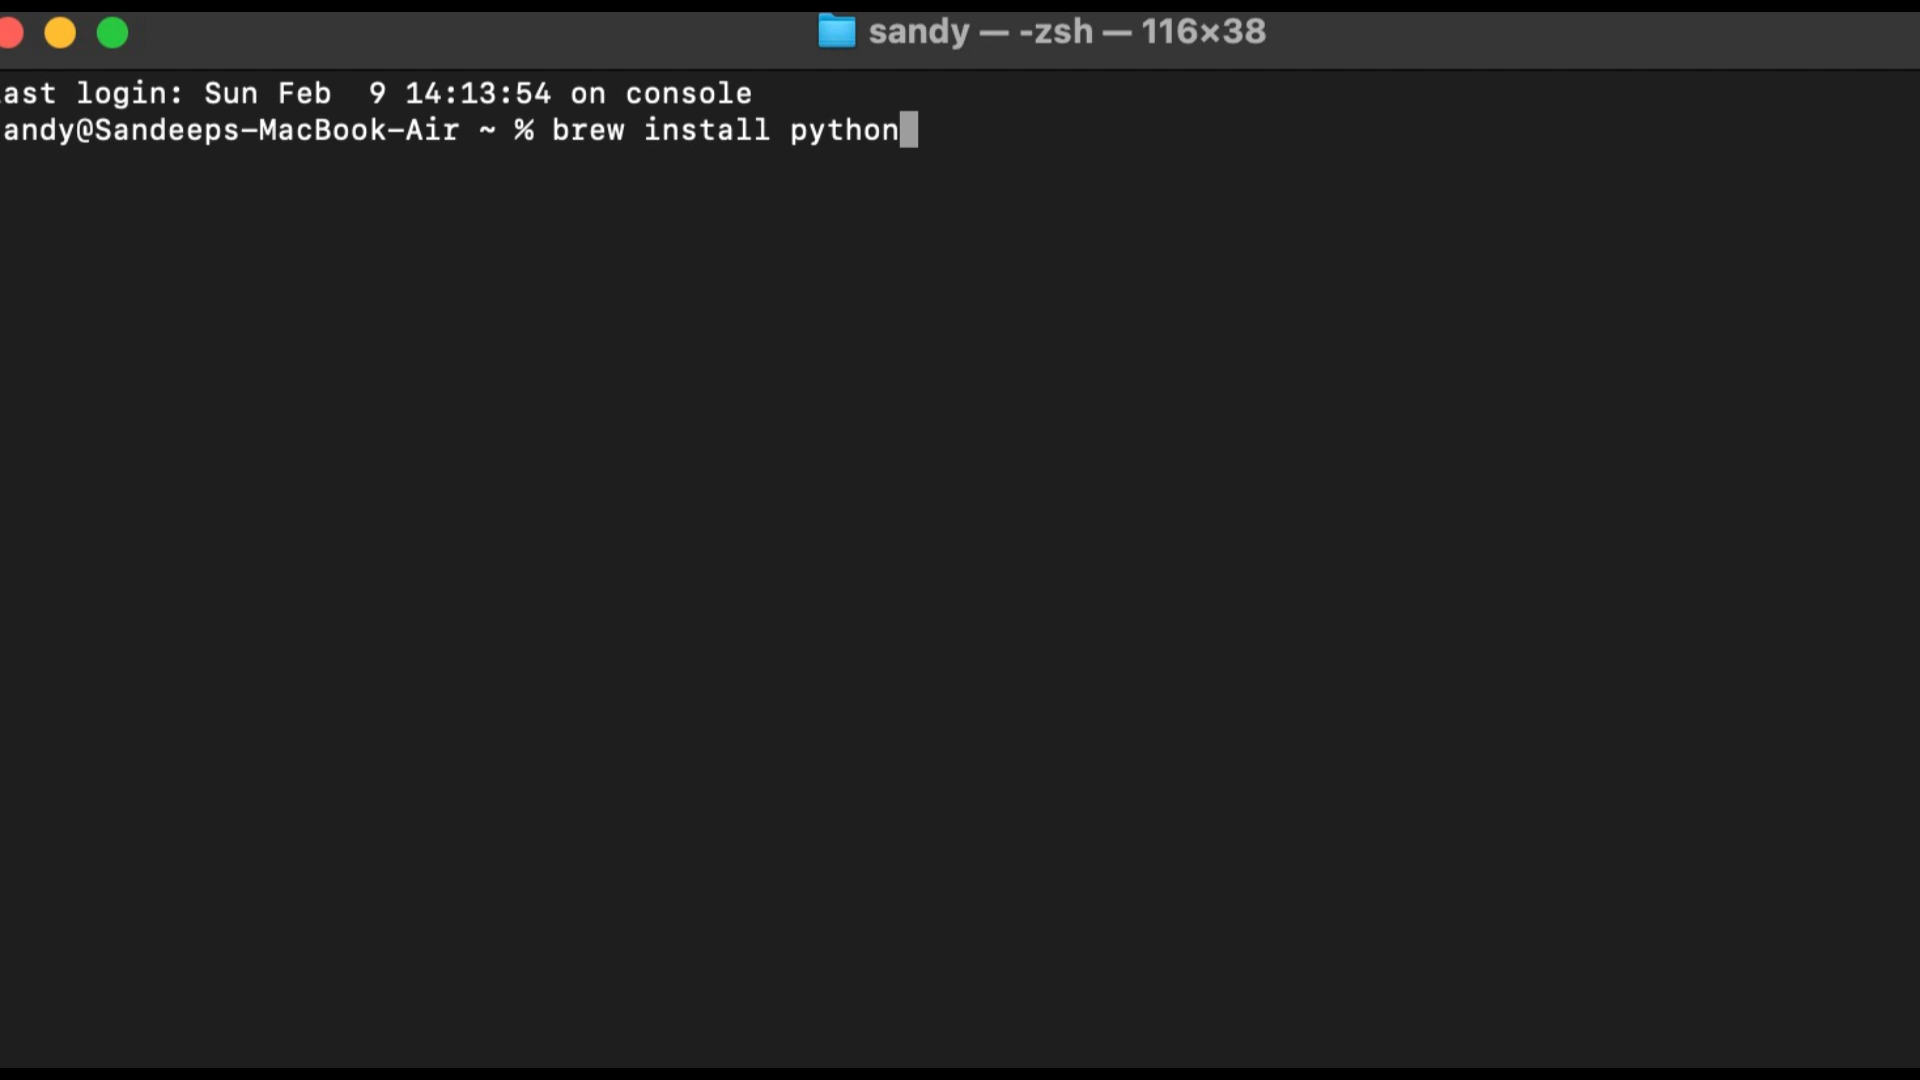 sandy — -zsh — 116×38
ast login: Sun Feb  9 14:13:54 on console
andy@Sandeeps-MacBook-Air ~ % brew install python